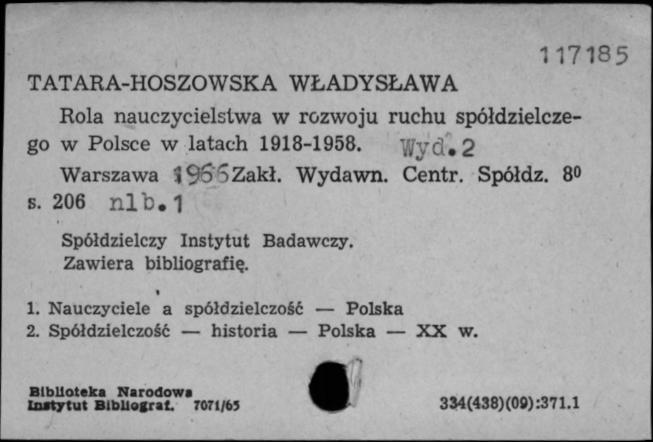 117185
TATARA-HOSZOWSKA WŁADYSŁAWA
Rola nauczycielstwa w rozwoju ruchu spółdzielcze-
go w Polsce w latach 1918-1958. Wyd. 2
Warszawa 1966 Zakł. Wydawn. Centr. Spółdz. 8⁰
s. 206 nlb. 1
Spółdzielczy Instytut Badawczy.
Zawiera bibliografię.
1. Nauczyciele a spółdzielczość — Polska
2. Spółdzielczość — historia — Polska — XX w.
Biblioteka Narodowa
Instytut Bibliograf. 7071/65
334(438)(09):371.1